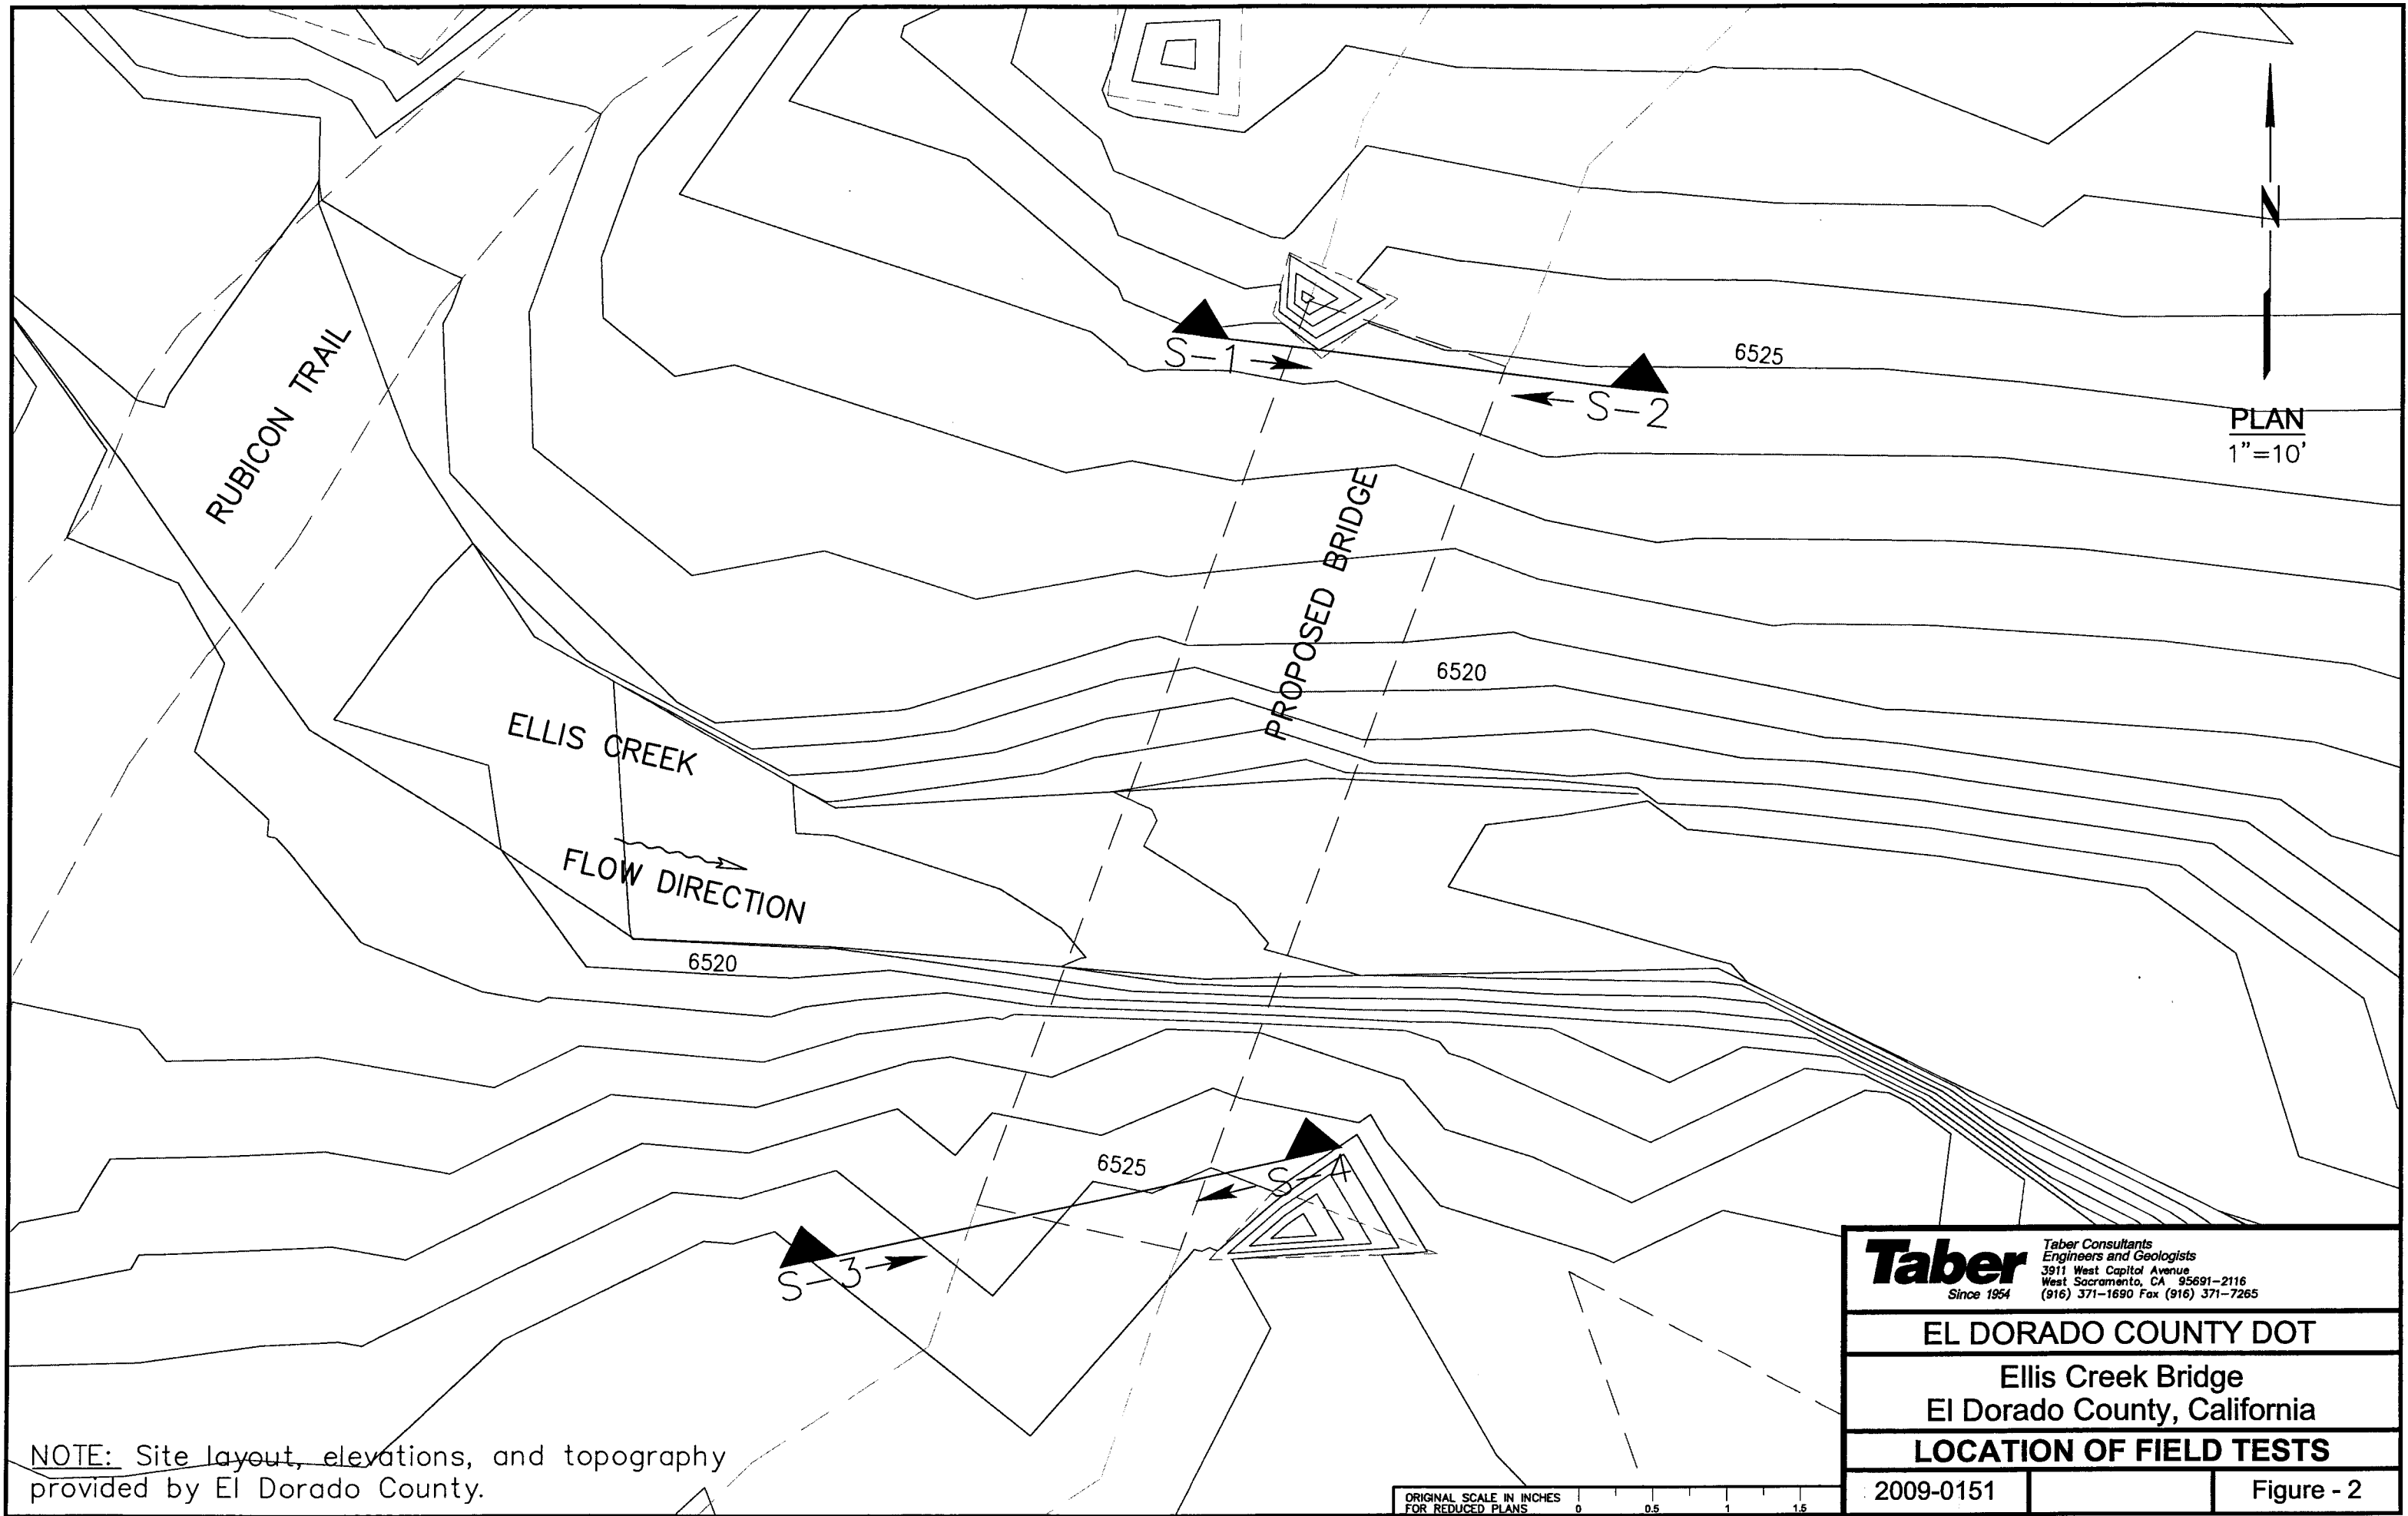 N
PLAN
1"=10'
RUBICON TRAIL
S-1
S-2
6525
PROPOSED BRIDGE
6520
ELLIS CREEK
FLOW DIRECTION
6520
6525
S-4
S-3
NOTE: Site layout, elevations, and topography
provided by El Dorado County.
ORIGINAL SCALE IN INCHES
FOR REDUCED PLANS
0 0.5 1 1.5
Taber
Since 1954
Taber Consultants
Engineers and Geologists
3911 West Capitol Avenue
West Sacramento, CA 95691-2116
(916) 371-1690 Fax (916) 371-7265
EL DORADO COUNTY DOT
Ellis Creek Bridge
El Dorado County, California
LOCATION OF FIELD TESTS
2009-0151
Figure - 2